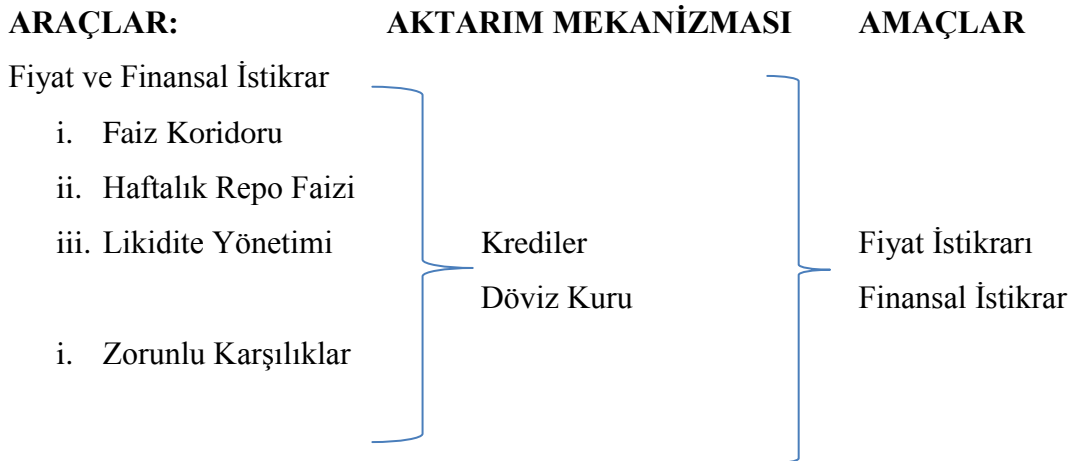 ARAÇLAR: AKTARIM MEKANİZMASI AMAÇLAR
Fiyat ve Finansal İstikrar
i. Faiz Koridoru
ii. Haftalık Repo Faizi
iii. Likidite Yönetimi Krediler Fiyat İstikrarı
Döviz Kuru Finansal İstikrar
i. Zorunlu Karşılıklar